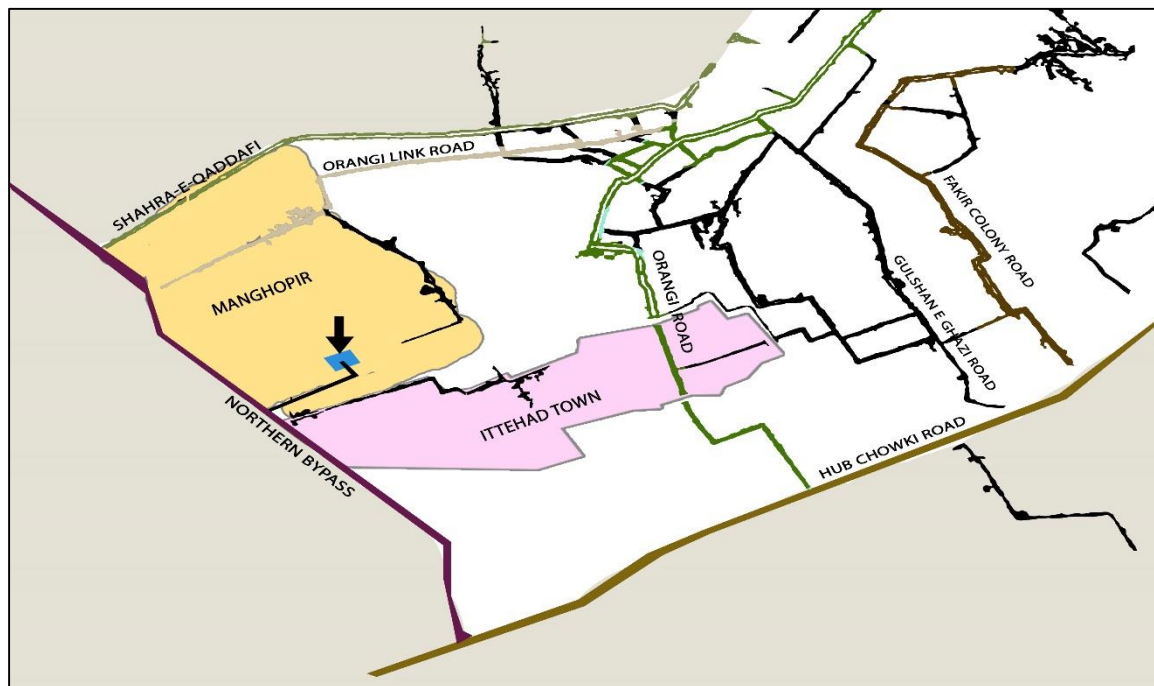 SHAHRA-E-QADDAFI
ORANGI LINK ROAD
MANGHOPIR
ORANGI ROAD
FAKIR COLONY ROAD
GULSHAN E GHAZI ROAD
ITTEHAD TOWN
NORTHERN BYPASS
HUB CHOWKI ROAD